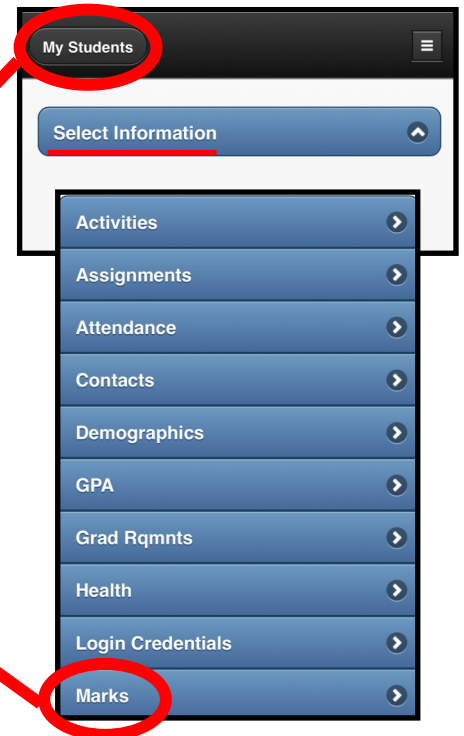 My Students
Select Information
Activities
Assignments
Attendance
Contacts
Demographics
GPA
Grad Rqmnts
Health
Login Credentials
Marks